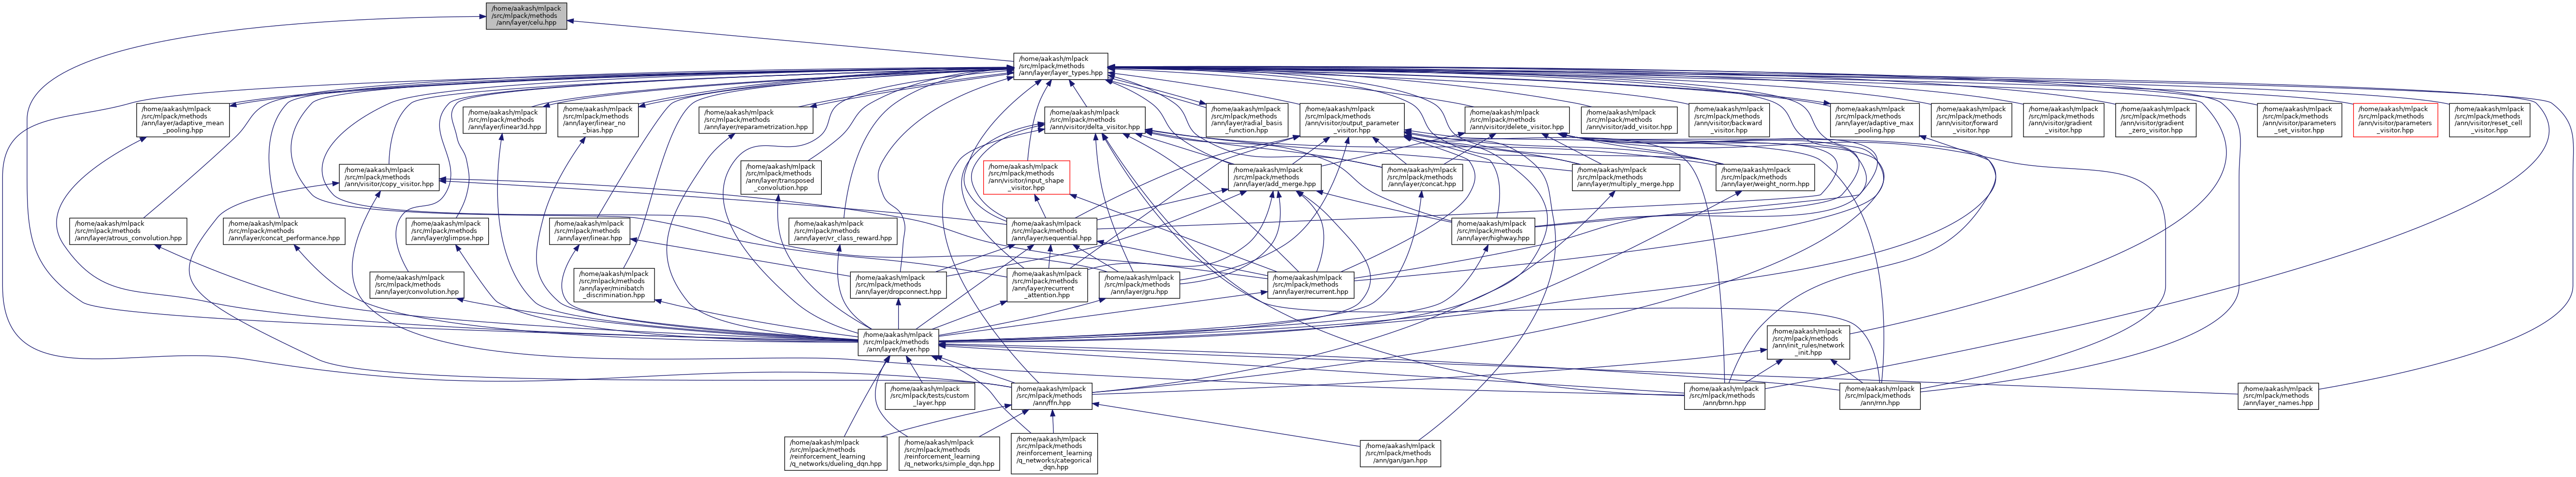 /home/aakash/mlpack
/src/mlpack/methods
/ann/layer/celu.hpp
/home/aakash/mlpack
/src/mlpack/methods
/ann/layer/layer_types.hpp
/home/aakash/mlpack
/src/mlpack/methods
/ann/layer/adaptive_mean
_pooling.hpp
/home/aakash/mlpack
/src/mlpack/methods
/ann/layer/linear3d.hpp
/home/aakash/mlpack
/src/mlpack/methods
/ann/layer/linear_no
_bias.hpp
/home/aakash/mlpack
/src/mlpack/methods
/ann/layer/reparametrization.hpp
/home/aakash/mlpack
/src/mlpack/methods
/ann/visitor/delta_visitor.hpp
/home/aakash/mlpack
/src/mlpack/methods
/ann/layer/radial_basis
_function.hpp
/home/aakash/mlpack
/src/mlpack/methods
/ann/visitor/output_parameter
_visitor.hpp
/home/aakash/mlpack
/src/mlpack/methods
/ann/visitor/delete_visitor.hpp
/home/aakash/mlpack
/src/mlpack/methods
/ann/visitor/add_visitor.hpp
/home/aakash/mlpack
/src/mlpack/methods
/ann/visitor/backward
_visitor.hpp
/home/aakash/mlpack
/src/mlpack/methods
/ann/layer/adaptive_max
_pooling.hpp
/home/aakash/mlpack
/src/mlpack/methods
/ann/visitor/forward
_visitor.hpp
/home/aakash/mlpack
/src/mlpack/methods
/ann/visitor/gradient
_visitor.hpp
/home/aakash/mlpack
/src/mlpack/methods
/ann/visitor/gradient
_zero_visitor.hpp
/home/aakash/mlpack
/src/mlpack/methods
/ann/visitor/parameters
_set_visitor.hpp
/home/aakash/mlpack
/src/mlpack/methods
/ann/visitor/parameters
_visitor.hpp
/home/aakash/mlpack
/src/mlpack/methods
/ann/visitor/reset_cell
_visitor.hpp
/home/aakash/mlpack
/src/mlpack/methods
/ann/visitor/copy_visitor.hpp
/home/aakash/mlpack
/src/mlpack/methods
/ann/layer/transposed
_convolution.hpp
/home/aakash/mlpack
/src/mlpack/methods
/ann/visitor/input_shape
_visitor.hpp
/home/aakash/mlpack
/src/mlpack/methods
/ann/layer/add_merge.hpp
/home/aakash/mlpack
/src/mlpack/methods
/ann/layer/concat.hpp
/home/aakash/mlpack
/src/mlpack/methods
/ann/layer/multiply_merge.hpp
/home/aakash/mlpack
/src/mlpack/methods
/ann/layer/weight_norm.hpp
/home/aakash/mlpack
/src/mlpack/methods
/ann/layer/atrous_convolution.hpp
/home/aakash/mlpack
/src/mlpack/methods
/ann/layer/concat_performance.hpp
/home/aakash/mlpack
/src/mlpack/methods
/ann/layer/glimpse.hpp
/home/aakash/mlpack
/src/mlpack/methods
/ann/layer/linear.hpp
/home/aakash/mlpack
/src/mlpack/methods
/ann/layer/vr_class_reward.hpp
/home/aakash/mlpack
/src/mlpack/methods
/ann/layer/sequential.hpp
/home/aakash/mlpack
/src/mlpack/methods
/ann/layer/highway.hpp
/home/aakash/mlpack
/src/mlpack/methods
/ann/layer/convolution.hpp
/home/aakash/mlpack
/src/mlpack/methods
/ann/layer/minibatch
_discrimination.hpp
/home/aakash/mlpack
/src/mlpack/methods
/ann/layer/dropconnect.hpp
/home/aakash/mlpack
/src/mlpack/methods
/ann/layer/recurrent
_attention.hpp
/home/aakash/mlpack
/src/mlpack/methods
/ann/layer/gru.hpp
/home/aakash/mlpack
/src/mlpack/methods
/ann/layer/recurrent.hpp
/home/aakash/mlpack
/src/mlpack/methods
/ann/layer/layer.hpp
/home/aakash/mlpack
/src/mlpack/methods
/ann/init_rules/network
_init.hpp
/home/aakash/mlpack
/src/mlpack/tests/custom
_layer.hpp
/home/aakash/mlpack
/src/mlpack/methods
/ann/ffn.hpp
/home/aakash/mlpack
/src/mlpack/methods
/ann/brnn.hpp
/home/aakash/mlpack
/src/mlpack/methods
/ann/rnn.hpp
/home/aakash/mlpack
/src/mlpack/methods
/ann/layer_names.hpp
/home/aakash/mlpack
/src/mlpack/methods
/reinforcement_learning
/q_networks/dueling_dqn.hpp
/home/aakash/mlpack
/src/mlpack/methods
/reinforcement_learning
/q_networks/simple_dqn.hpp
/home/aakash/mlpack
/src/mlpack/methods
/reinforcement_learning
/q_networks/categorical
_dqn.hpp
/home/aakash/mlpack
/src/mlpack/methods
/ann/gan/gan.hpp